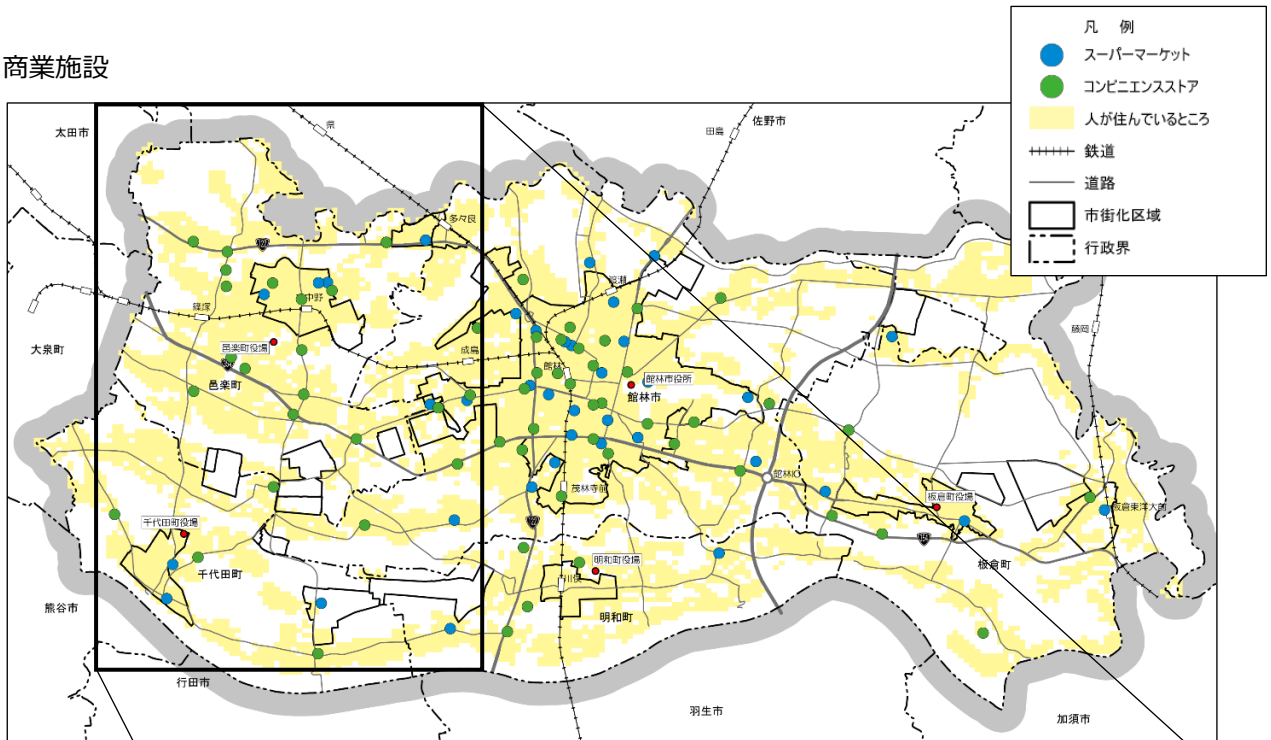 商業施設
凡 例
スーパーマーケット
コンビニエンスストア
人が住んでいるところ
鉄道
道路
市街化区域
行政界
太田市
県
田島
佐野市
多々良
渡瀬
篠塚
中野
藤岡
大泉町
邑楽町役場
成島
邑楽町
館林
館林市役所
館林市
館林IC
茂林寺前
板倉町役場
板倉東洋大前
千代田町役場
122
354
千代田町
明和町役場
板倉町
川俣
熊谷市
明和町
行田市
羽生市
加須市